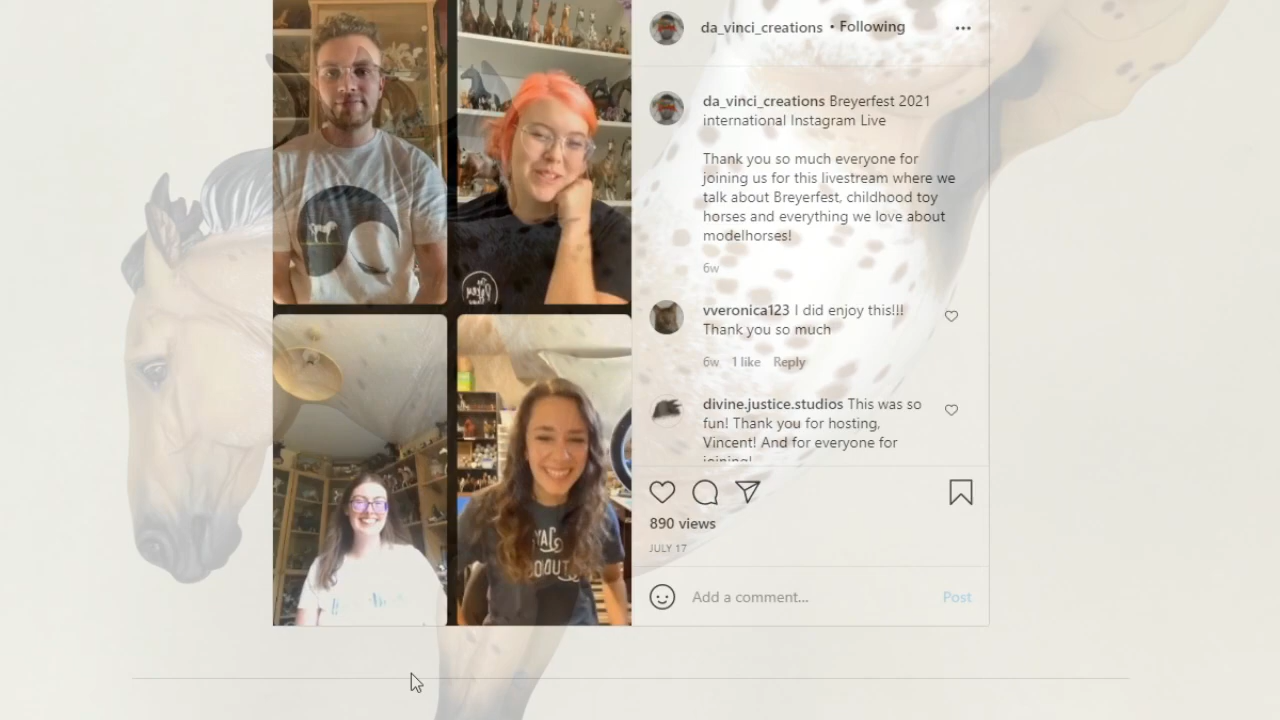 da_vinci_creations • Following
da_vinci_creations Breyerfest 2021
international Instagram Live
Thank you so much everyone for
joining us for this livestream where we
talk about Breyerfest, childhood toy
horses and everything we love about
modelhorses!
6w
vveronica123 I did enjoy this!!!
Thank you so much
6w 1 like Reply
divine.justice.studios This was so
fun! Thank you for hosting,
Vincent! And for everyone for
joining!
890 views
JULY 17
Add a comment... Post